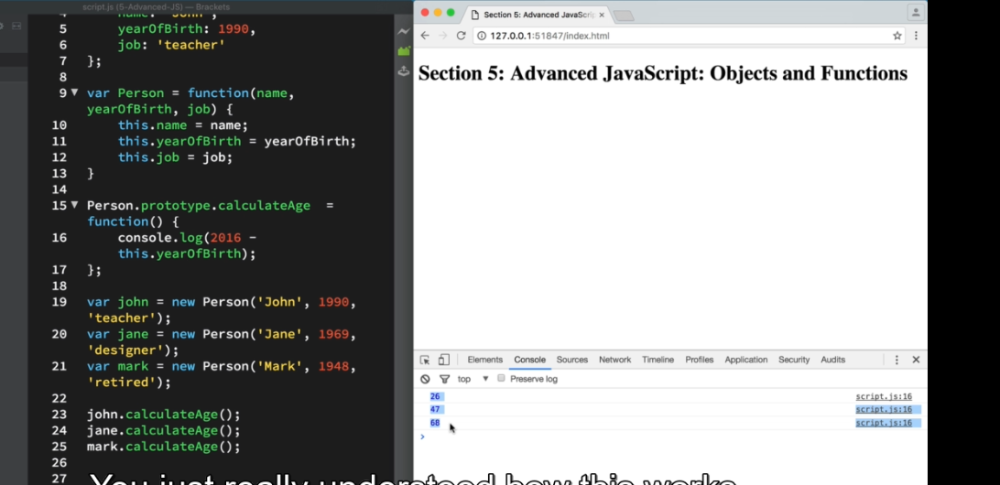 script.js (5-Advanced-JS) — Brackets
4 name: 'John',
5 yearOfBirth: 1990,
6 job: 'teacher'
7 };
8
9 var Person = function(name,
yearOfBirth, job) {
10 this.name = name;
11 this.yearOfBirth = yearOfBirth;
12 this.job = job;
13 }
14
15 Person.prototype.calculateAge =
function() {
16 console.log(2016 -
this.yearOfBirth);
17 };
18
19 var john = new Person('John', 1990,
'teacher');
20 var jane = new Person('Jane', 1969,
'designer');
21 var mark = new Person('Mark', 1948,
'retired');
22
23 john.calculateAge();
24 jane.calculateAge();
25 mark.calculateAge();
26
27
Section 5: Advanced JavaScrip
127.0.0.1:51847/index.html
Section 5: Advanced JavaScript: Objects and Functions
Elements Console Sources Network Timeline Profiles Application Security Audits
top Preserve log
26 script.js:16
47 script.js:16
68 script.js:16
You just really understood how this works